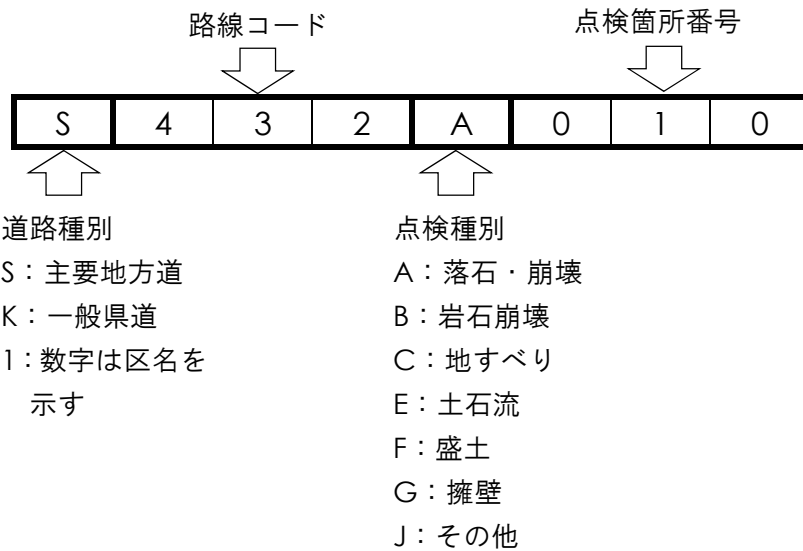 路線コード 点検箇所番号
S 4 3 2 A 0 1 0
道路種別
S：主要地方道
K：一般県道
1：数字は区名を
示す
点検種別
A：落石・崩壊
B：岩石崩壊
C：地すべり
E：土石流
F：盛土
G：擁壁
J：その他